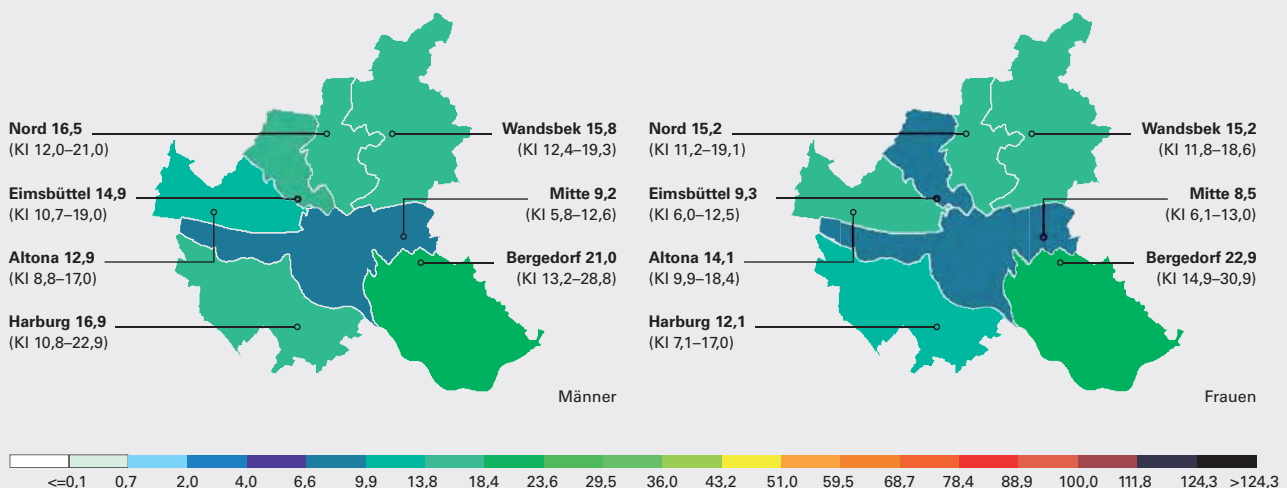 Nord 16,5
(KI 12,0–21,0)
Eimsbüttel 14,9
(KI 10,7–19,0)
Altona 12,9
(KI 8,8–17,0)
Harburg 16,9
(KI 10,8–22,9)
Wandsbek 15,8
(KI 12,4–19,3)
Mitte 9,2
(KI 5,8–12,6)
Bergedorf 21,0
(KI 13,2–28,8)
Männer
Nord 15,2
(KI 11,2–19,1)
Eimsbüttel 9,3
(KI 6,0–12,5)
Altona 14,1
(KI 9,9–18,4)
Harburg 12,1
(KI 7,1–17,0)
Wandsbek 15,2
(KI 11,8–18,6)
Mitte 8,5
(KI 6,1–13,0)
Bergedorf 22,9
(KI 14,9–30,9)
Frauen
<=0,1 0,7 2,0 4,0 6,6 9,9 13,8 18,4 23,6 29,5 36,0 43,2 51,0 59,5 68,7 78,4 88,9 100,0 111,8 124,3 >124,3